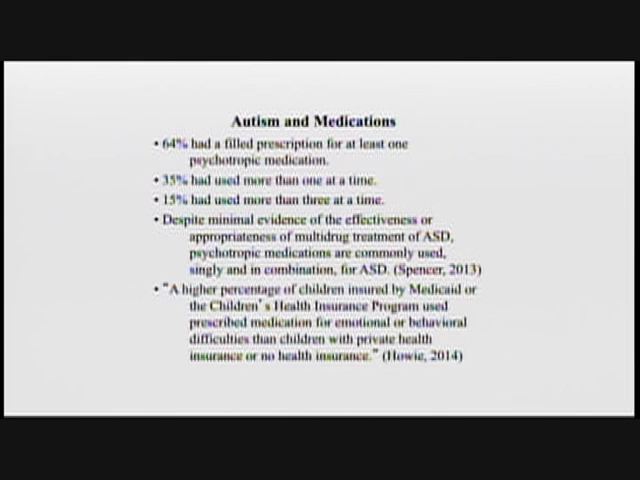 Autism and Medications
• 64% had a filled prescription for at least one
psychotropic medication.
• 35% had used more than one at a time.
• 15% had used more than three at a time.
• Despite minimal evidence of the effectiveness or
appropriateness of multidrug treatment of ASD,
psychotropic medications are commonly used,
singly and in combination, for ASD. (Spencer, 2013)
• "A higher percentage of children insured by Medicaid or
the Children's Health Insurance Program used
prescribed medication for emotional or behavioral
difficulties than children with private health
insurance or no health insurance." (Howie, 2014)